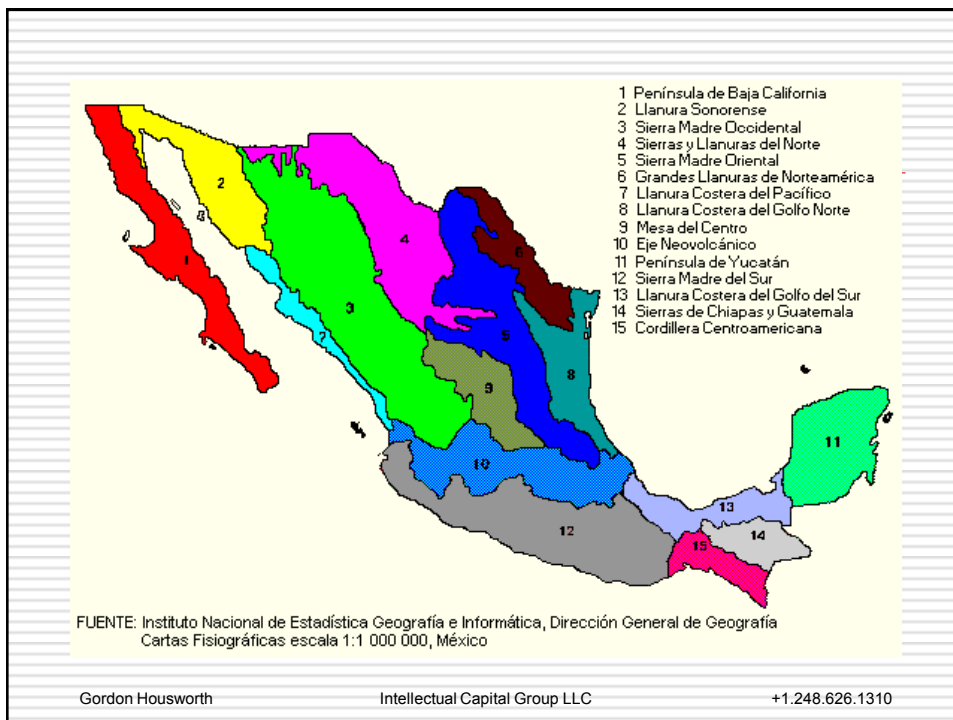 1 Península de Baja California
2 Llanura Sonorense
3 Sierra Madre Occidental
4 Sierras y Llanuras del Norte
5 Sierra Madre Oriental
6 Grandes Llanuras de Norteamérica
7 Llanura Costera del Pacífico
8 Llanura Costera del Golfo Norte
9 Mesa del Centro
10 Eje Neovolcánico
11 Península de Yucatán
12 Sierra Madre del Sur
13 Llanura Costera del Golfo del Sur
14 Sierras de Chiapas y Guatemala
15 Cordillera Centroamericana
2
4
6
1
3
7
5
8
9
11
10
13
12
14
15
FUENTE: Instituto Nacional de Estadística Geografía e Informática, Dirección General de Geografía
Cartas Fisiográficas escala 1:1 000 000, México
Gordon Housworth Intellectual Capital Group LLC +1.248.626.1310